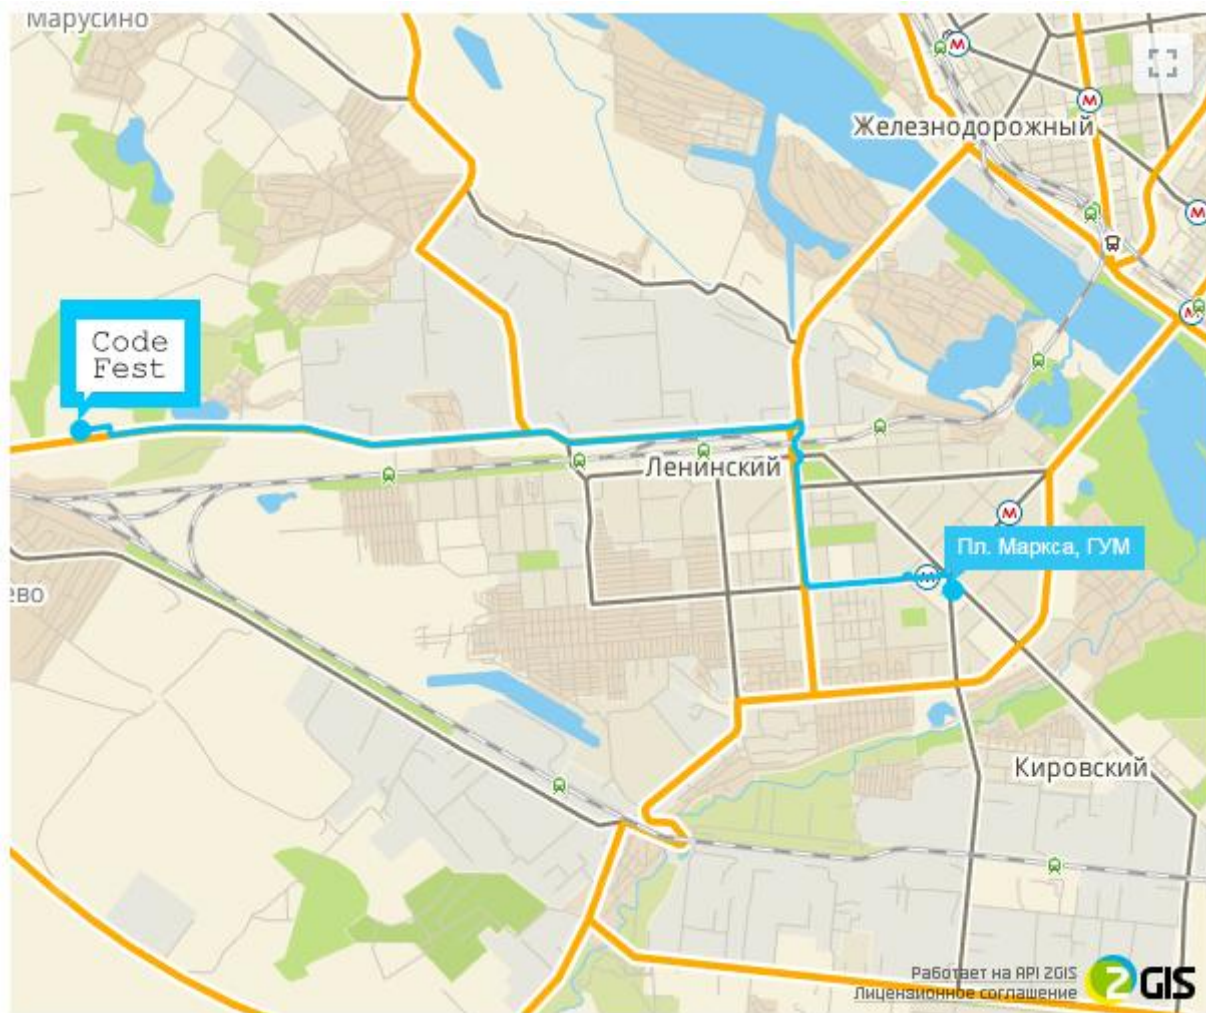 Марусино
M
M
Железнодорожный
M
M
Code
Fest
Ленинский
M
Пл. Маркса, ГУМ
ево
Кировский
Работает на API 2GIS
Лицензионное соглашение
2GIS